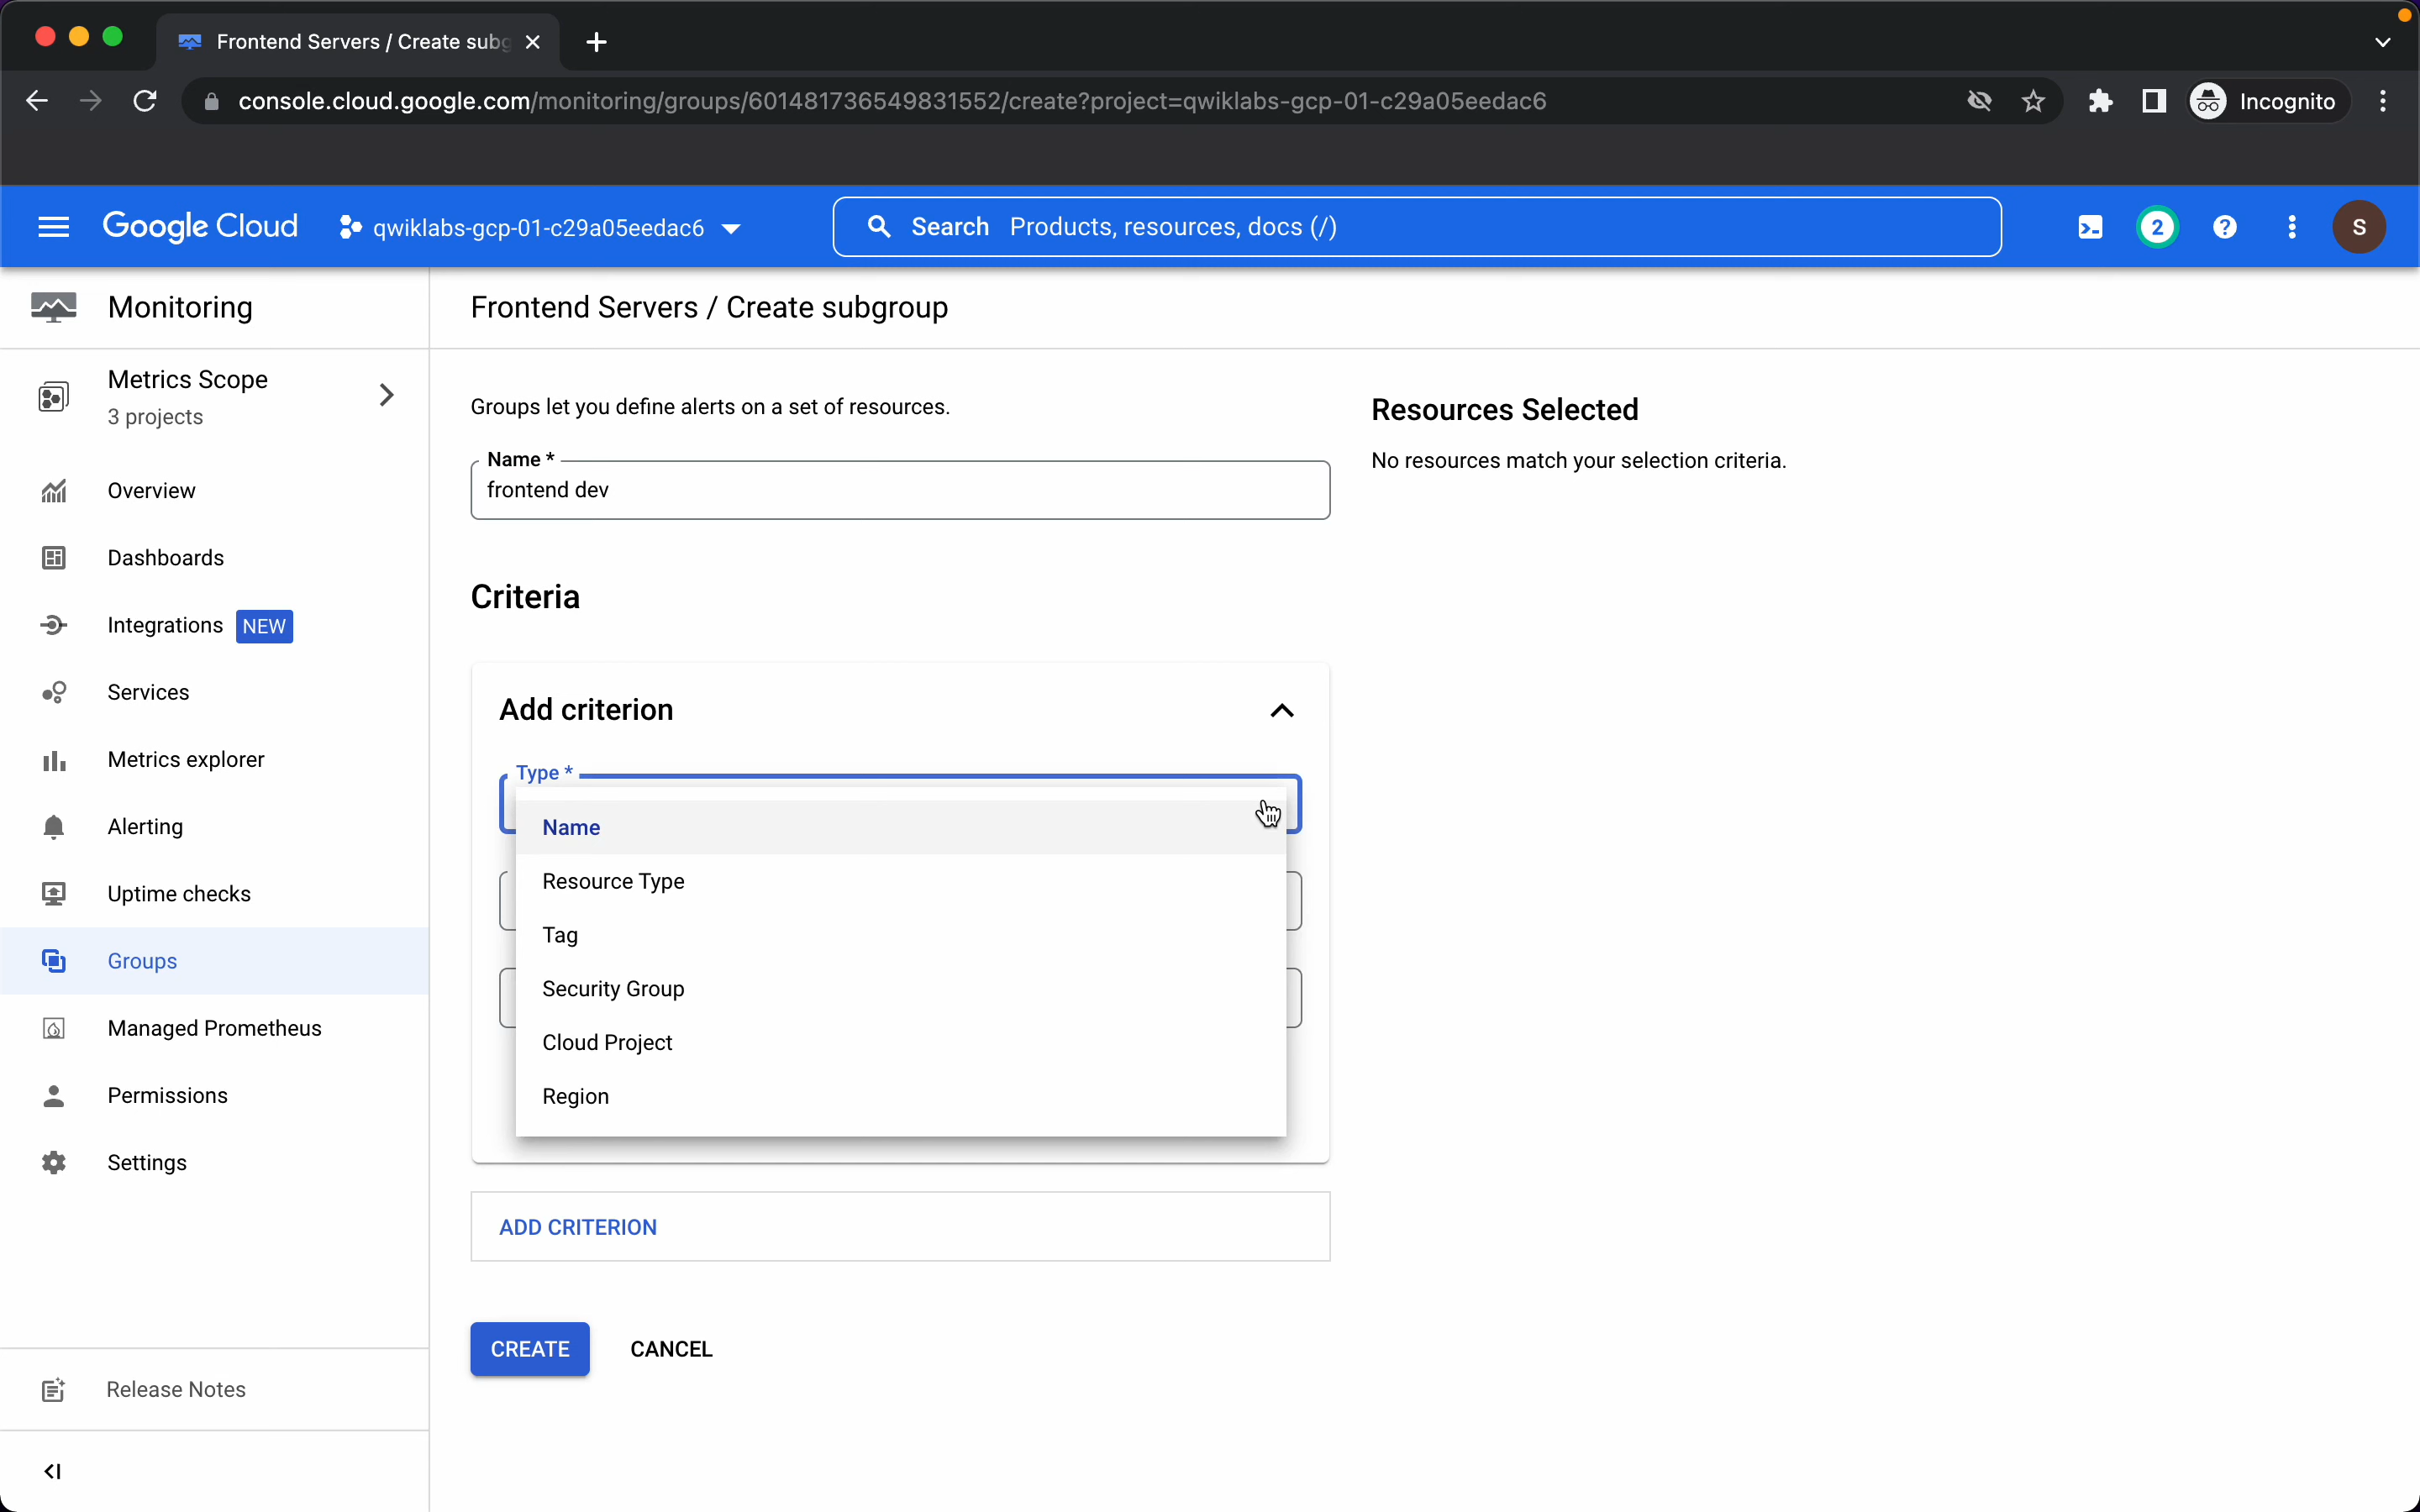 Frontend Servers / Create subg
console.cloud.google.com/monitoring/groups/601481736549831552/create?project=qwiklabs-gcp-01-c29a05eedac6
Incognito
Google Cloud
qwiklabs-gcp-01-c29a05eedac6
Search Products, resources, docs (/)
2
?
S
Monitoring
Frontend Servers / Create subgroup
Metrics Scope
3 projects
Overview
Dashboards
Integrations NEW
Services
Metrics explorer
Alerting
Uptime checks
Groups
Managed Prometheus
Permissions
Settings
Release Notes
Groups let you define alerts on a set of resources.
Name *
frontend dev
Criteria
Add criterion
Type *
Name
Resource Type
Tag
Security Group
Cloud Project
Region
ADD CRITERION
CREATE
CANCEL
Resources Selected
No resources match your selection criteria.